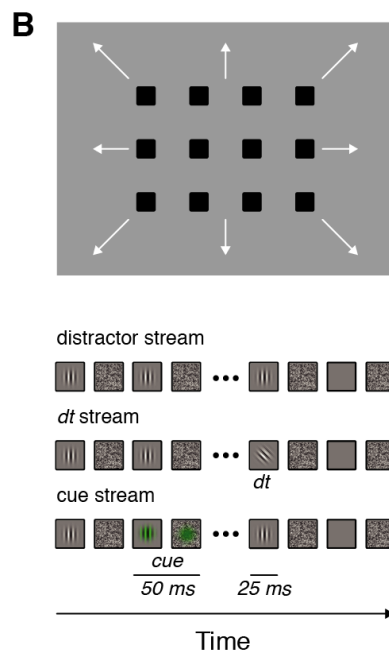 B
distractor stream
dt stream
dt
cue stream
cue
50 ms
25 ms
Time